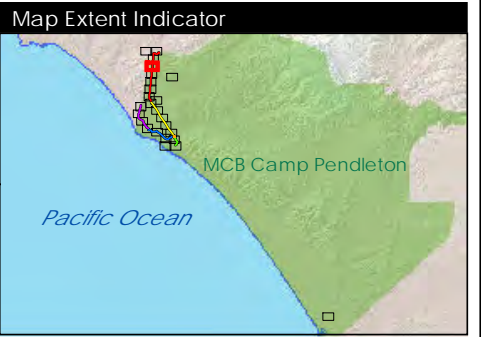 Map Extent Indicator
MCB Camp Pendleton
Pacific Ocean